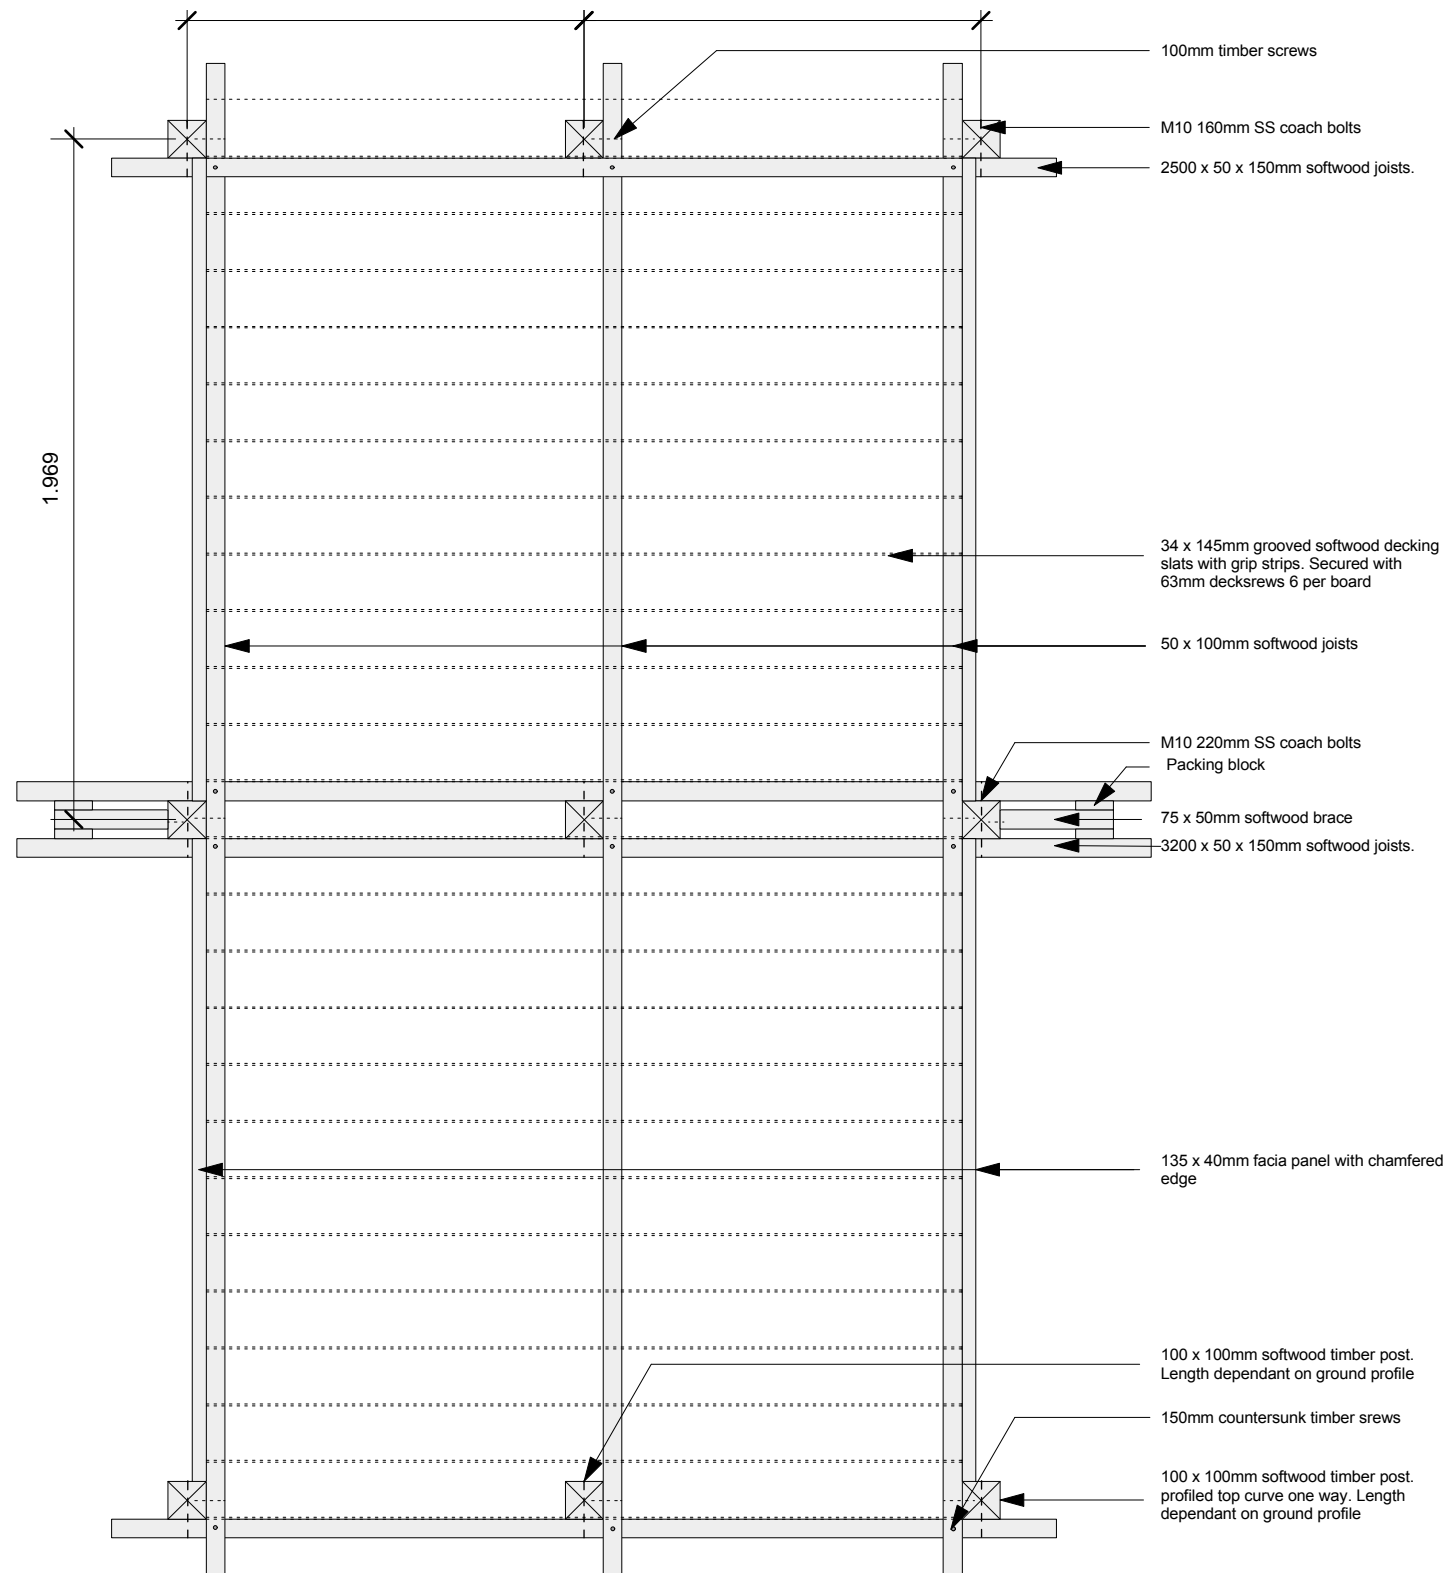 100mm timber screws
M10 160mm SS coach bolts
2500 x 50 x 150mm softwood joists.
1.969
34 x 145mm grooved softwood decking
slats with grip strips. Secured with
63mm decksrews 6 per board
50 x 100mm softwood joists
M10 220mm SS coach bolts
Packing block
75 x 50mm softwood brace
3200 x 50 x 150mm softwood joists.
135 x 40mm facia panel with chamfered
edge
100 x 100mm softwood timber post.
Length dependant on ground profile
150mm countersunk timber srews
100 x 100mm softwood timber post.
profiled top curve one way. Length
dependant on ground profile